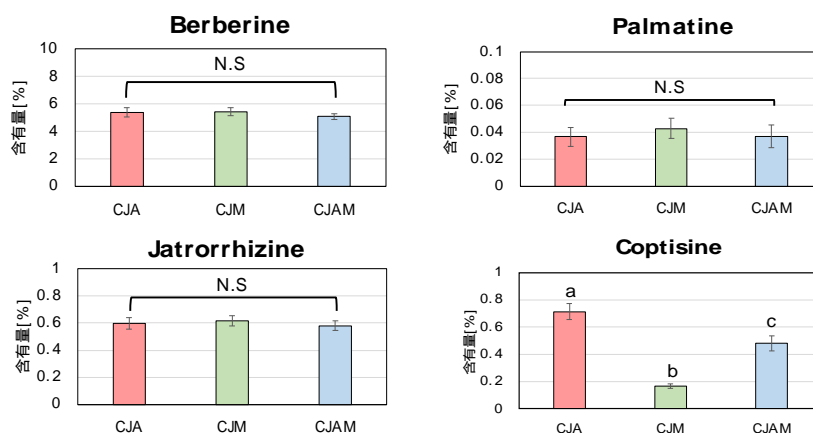 Berberine
含有量[%]
10
8
6
4
2
0
N.S
CJA CJM CJAM
Palmatine
含有量[%]
0.1
0.08
0.06
0.04
0.02
0
N.S
CJA CJM CJAM
Jatrorrhizine
含有量[%]
1
0.8
0.6
0.4
0.2
0
N.S
CJA CJM CJAM
Coptisine
含有量[%]
1
0.8
0.6
0.4
0.2
0
a
b
c
CJA CJM CJAM